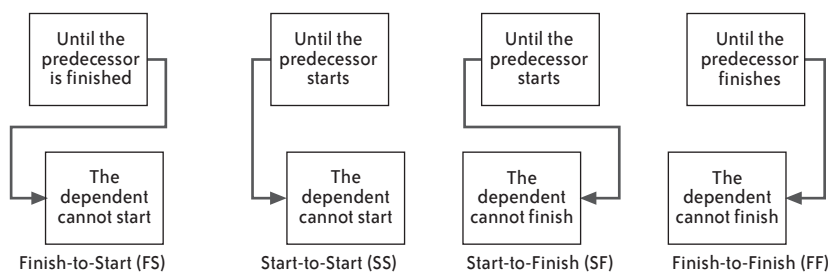 Until the
predecessor
is finished
The
dependent
cannot start
Finish-to-Start (FS)
Until the
predecessor
starts
The
dependent
cannot start
Start-to-Start (SS)
Until the
predecessor
starts
The
dependent
cannot finish
Start-to-Finish (SF)
Until the
predecessor
finishes
The
dependent
cannot finish
Finish-to-Finish (FF)